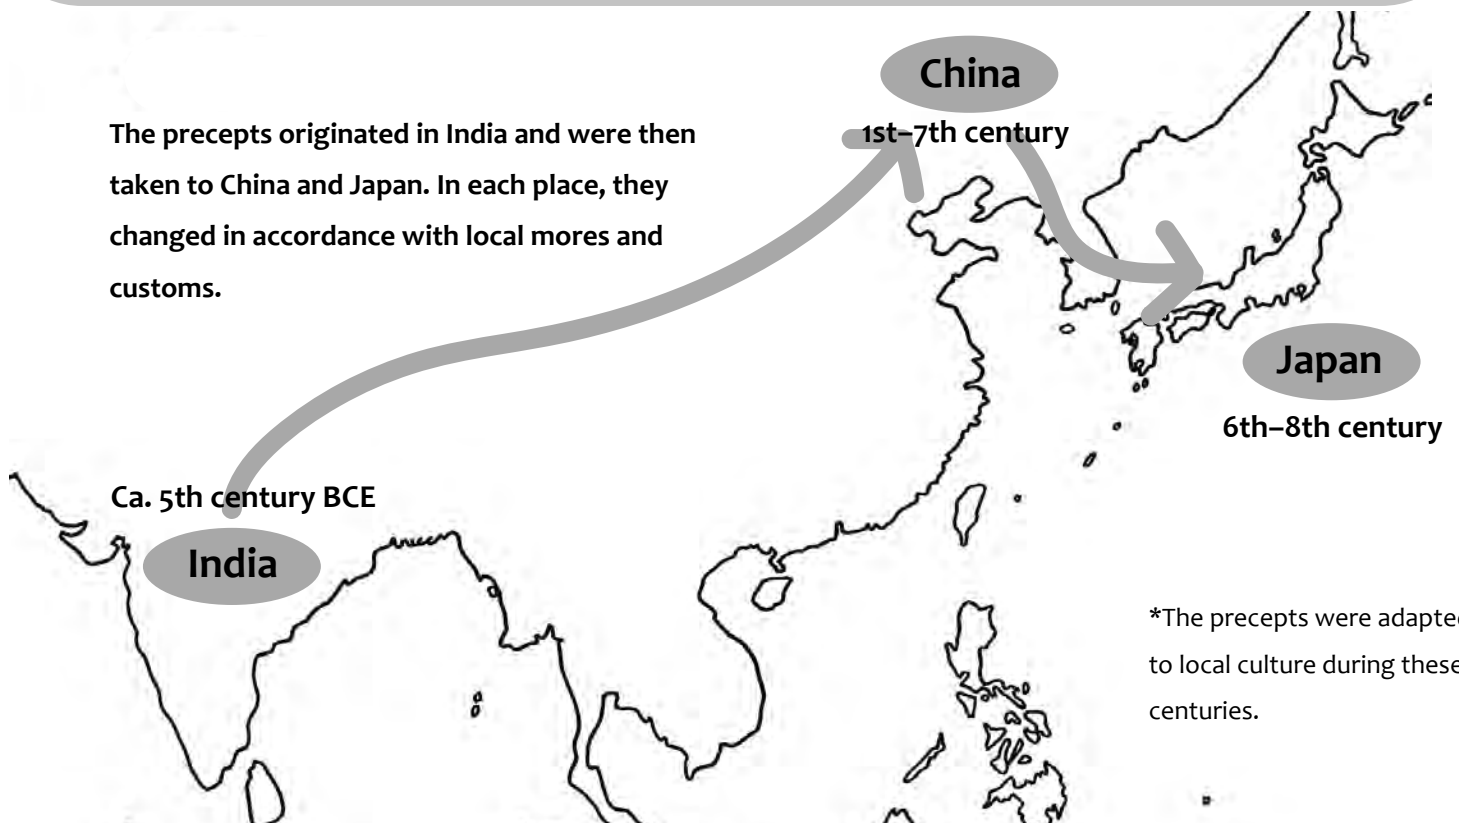 China
1st–7th century
The precepts originated in India and were then
taken to China and Japan. In each place, they
changed in accordance with local mores and
customs.
Japan
6th–8th century
Ca. 5th century BCE
India
*The precepts were adapted
to local culture during these
centuries.